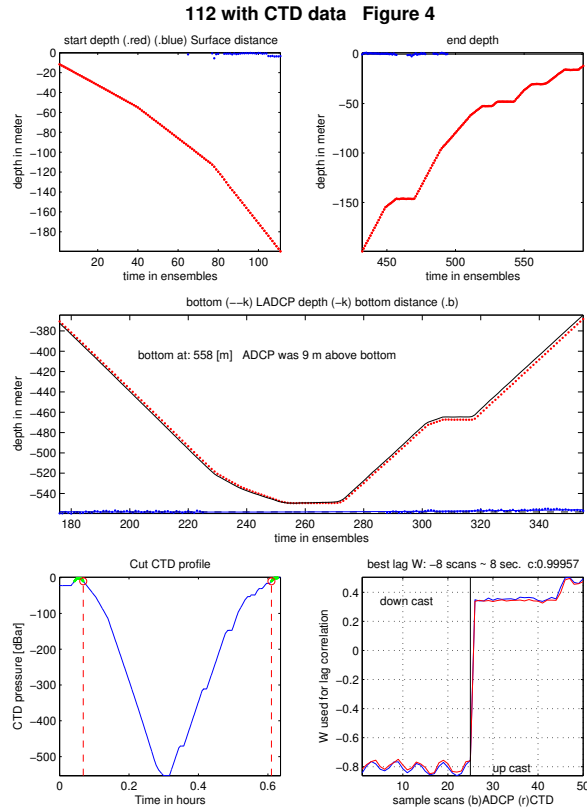 112 with CTD data Figure 4
start depth (.red) (.blue) Surface distance
0
−20
−40
−60
−80
−100
−120
−140
−160
−180
depth in meter
20 40 60 80 100
time in ensembles
end depth
0
−50
−100
−150
depth in meter
450 500 550
time in ensembles
bottom (−−k) LADCP depth (−k) bottom distance (.b)
−380
−400
−420
−440
−460
−480
−500
−520
−540
depth in meter
bottom at: 558 [m] ADCP was 9 m above bottom
180 200 220 240 260 280 300 320 340
time in ensembles
Cut CTD profile
0
−100
−200
−300
−400
−500
CTD pressure [dBar]
0 0.2 0.4 0.6
Time in hours
best lag W: −8 scans ~ 8 sec. c:0.99957
0.4
0.2
0
−0.2
−0.4
−0.6
−0.8
W used for lag correlation
down cast
up cast
10 20 30 40 50
sample scans (b)ADCP (r)CTD